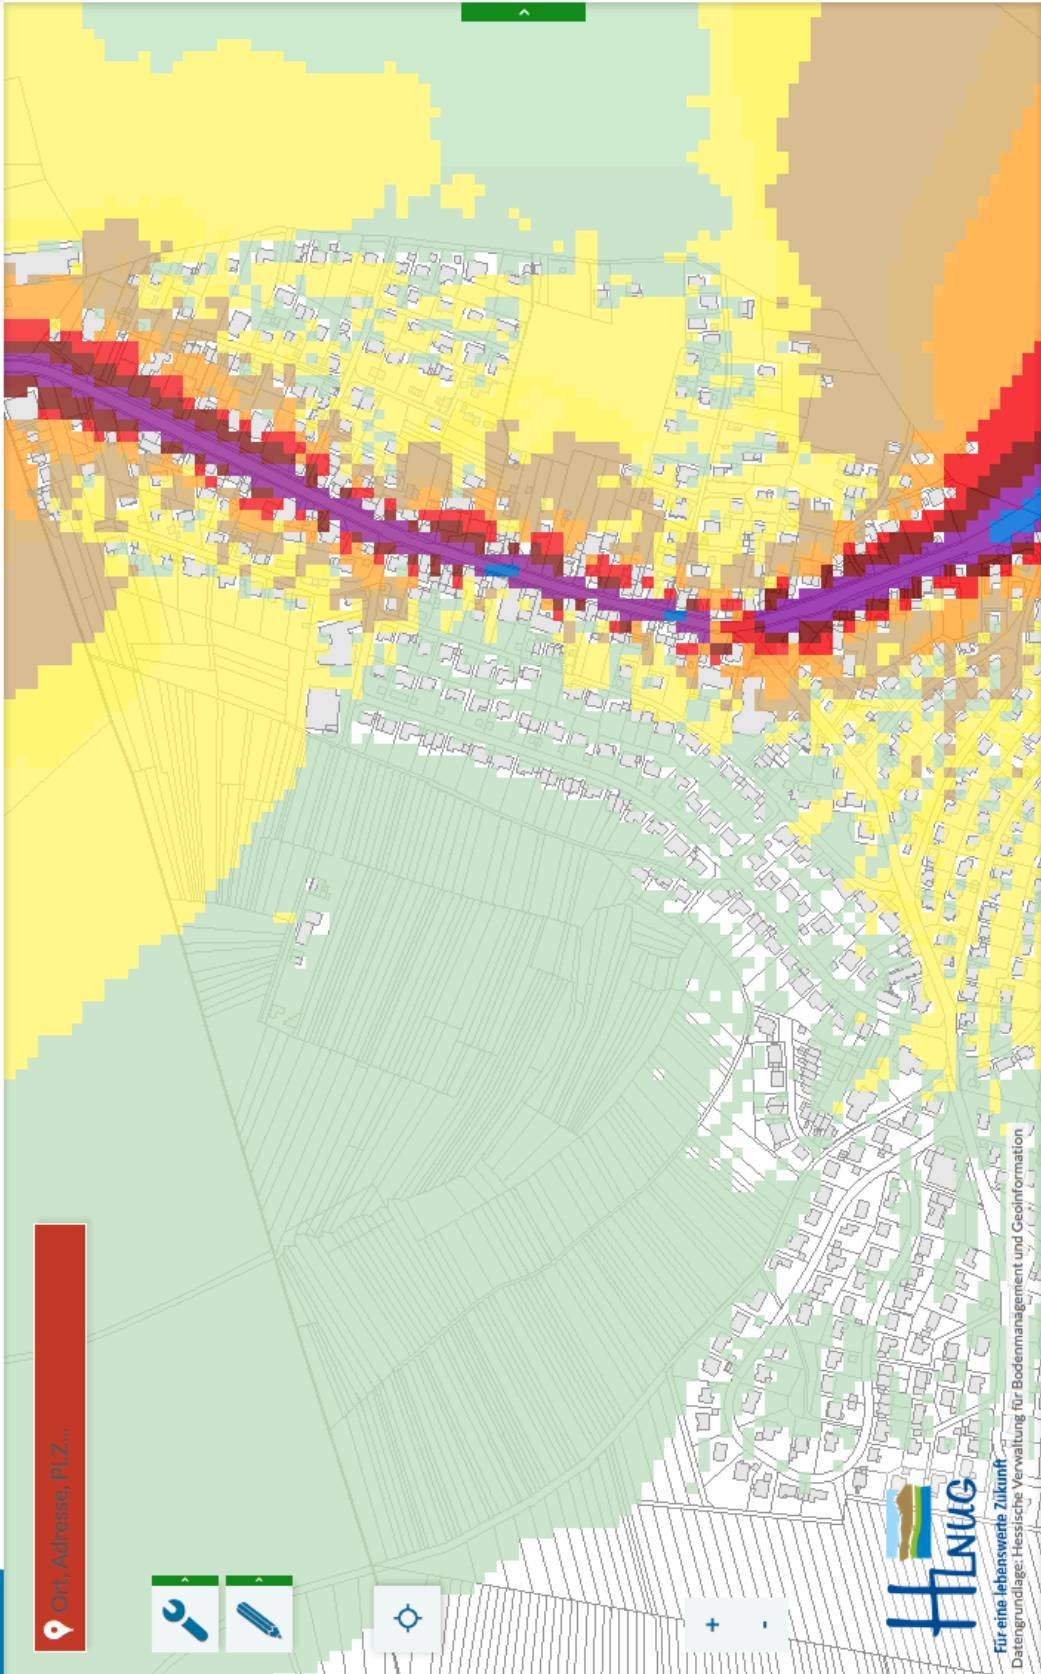 Ort, Adresse, PLZ...
+
-
HLNUG
Für eine lebenswerte Zukunft
Datengrundlage: Hessische Verwaltung für Bodenmanagement und Geoinformation